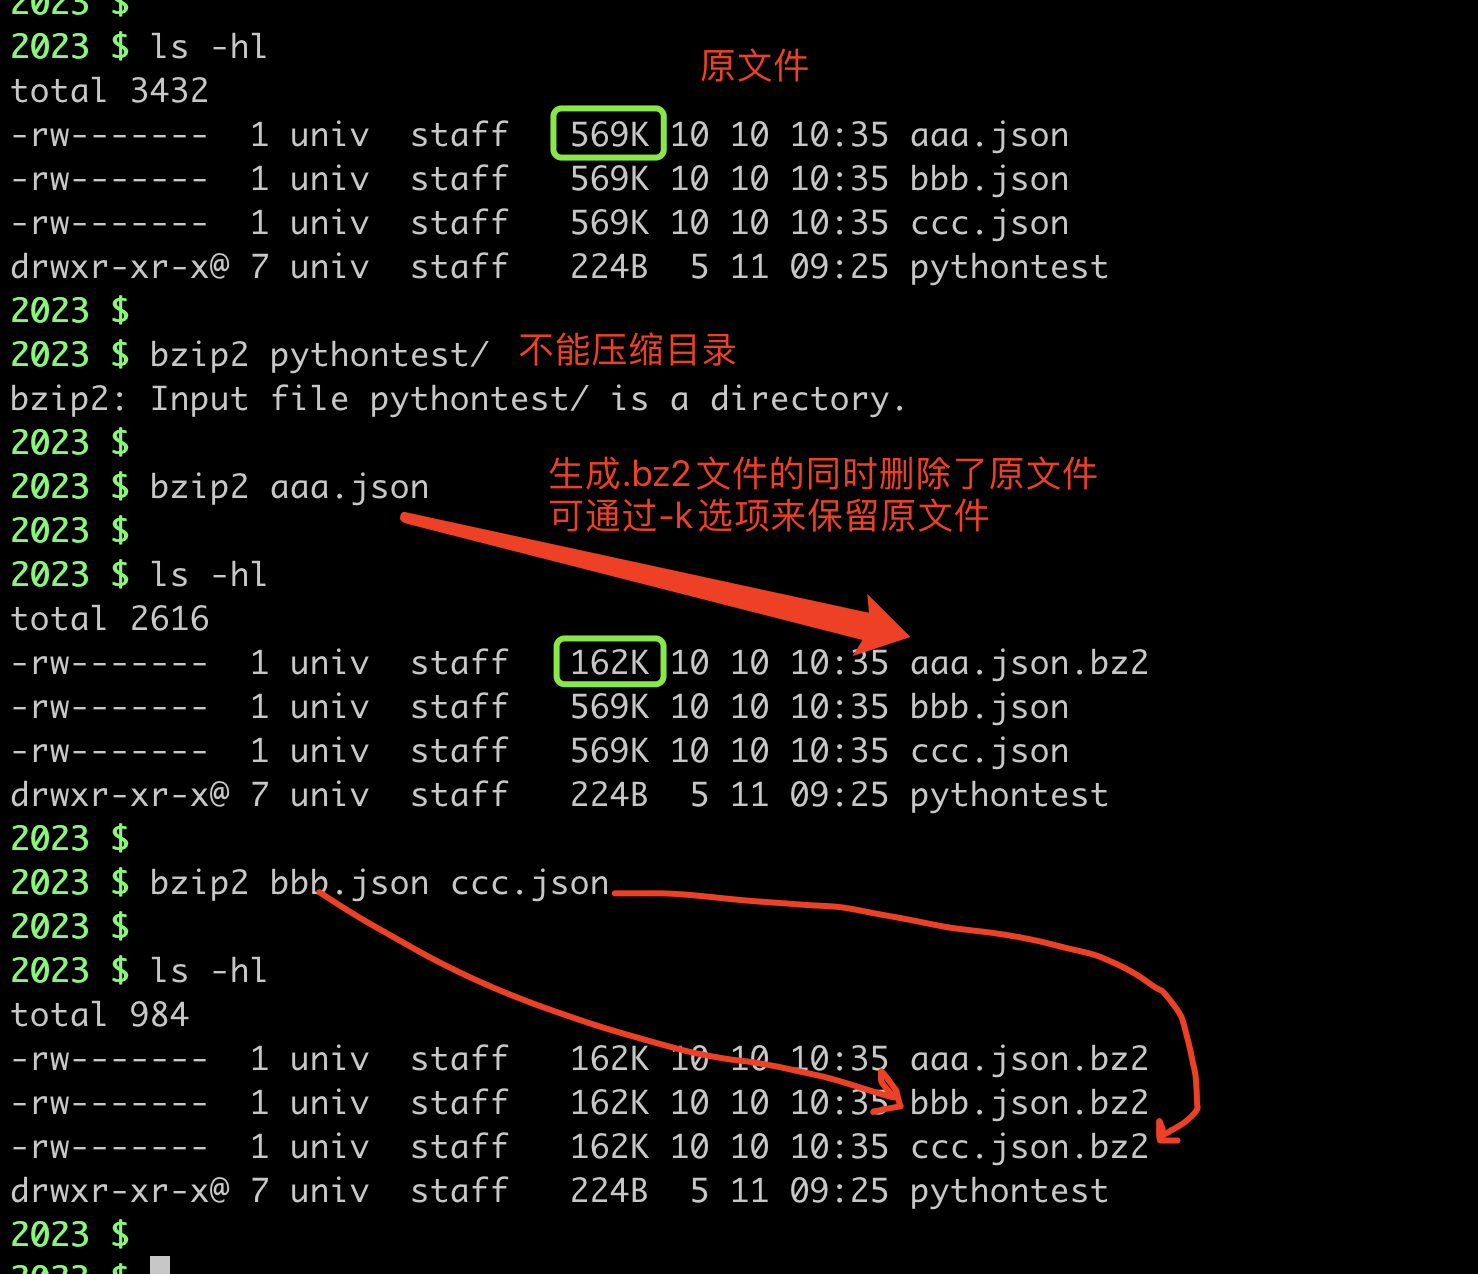 2023 $
2023 $ ls -hl
原文件
total 3432
-rw-------  1 univ  staff   569K 10 10 10:35 aaa.json
-rw-------  1 univ  staff   569K 10 10 10:35 bbb.json
-rw-------  1 univ  staff   569K 10 10 10:35 ccc.json
drwxr-xr-x@ 7 univ  staff   224B  5 11 09:25 pythontest
2023 $
2023 $ bzip2 pythontest/ 不能压缩目录
bzip2: Input file pythontest/ is a directory.
2023 $
2023 $ bzip2 aaa.json 生成.bz2文件的同时删除了原文件
可通过-k选项来保留原文件
2023 $
2023 $ ls -hl
total 2616
-rw-------  1 univ  staff   162K 10 10 10:35 aaa.json.bz2
-rw-------  1 univ  staff   569K 10 10 10:35 bbb.json
-rw-------  1 univ  staff   569K 10 10 10:35 ccc.json
drwxr-xr-x@ 7 univ  staff   224B  5 11 09:25 pythontest
2023 $
2023 $ bzip2 bbb.json ccc.json
2023 $
2023 $ ls -hl
total 984
-rw-------  1 univ  staff   162K 10 10 10:35 aaa.json.bz2
-rw-------  1 univ  staff   162K 10 10 10:35 bbb.json.bz2
-rw-------  1 univ  staff   162K 10 10 10:35 ccc.json.bz2
drwxr-xr-x@ 7 univ  staff   224B  5 11 09:25 pythontest
2023 $
2023 $